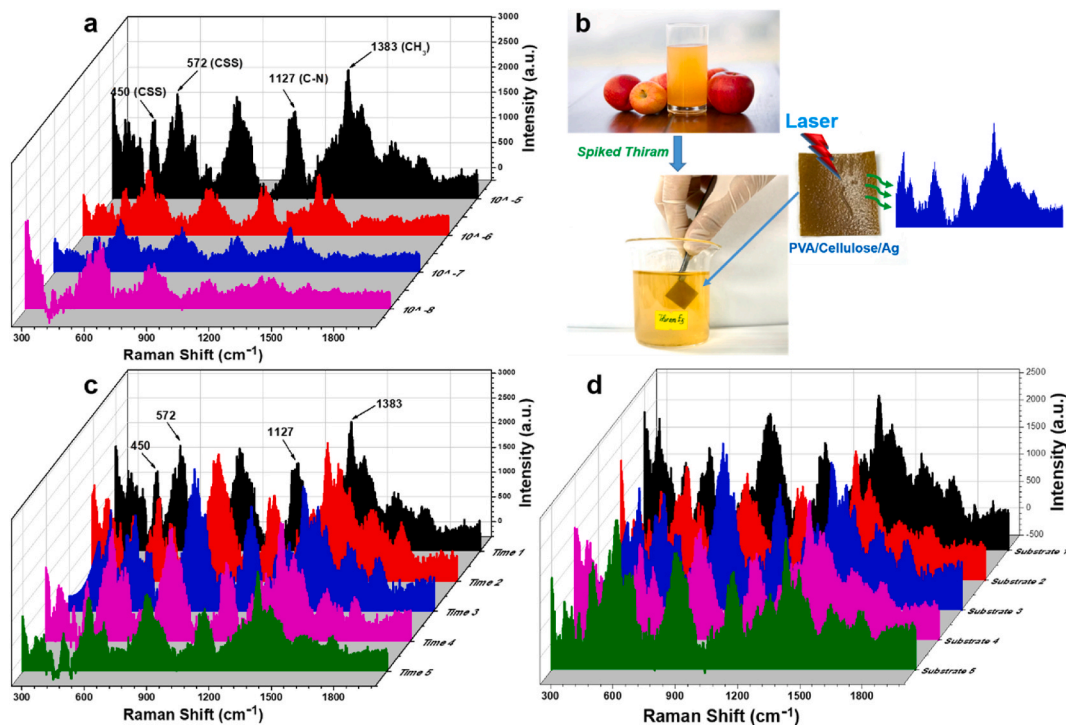 a
3000
2500
2000
1500
1000
500
0
Intensity (a.u.)
450 (CSS)
572 (CSS)
1127 (C-N)
1383 (CH₃)
10^ -5
10^ -6
10^ -7
10^ -8
300 600 900 1200 1500 1800
Raman Shift (cm⁻¹)
b
Spiked Thiram
Laser
PVA/Cellulose/Ag
c
3000
2500
2000
1500
1000
500
0
Intensity (a.u.)
450
572
1127
1383
Time 1
Time 2
Time 3
Time 4
Time 5
300 600 900 1200 1500 1800
Raman Shift (cm⁻¹)
d
2500
2000
1500
1000
500
0
-500
Intensity (a.u.)
Substrate 1
Substrate 2
Substrate 3
Substrate 4
Substrate 5
300 600 900 1200 1500 1800
Raman Shift (cm⁻¹)